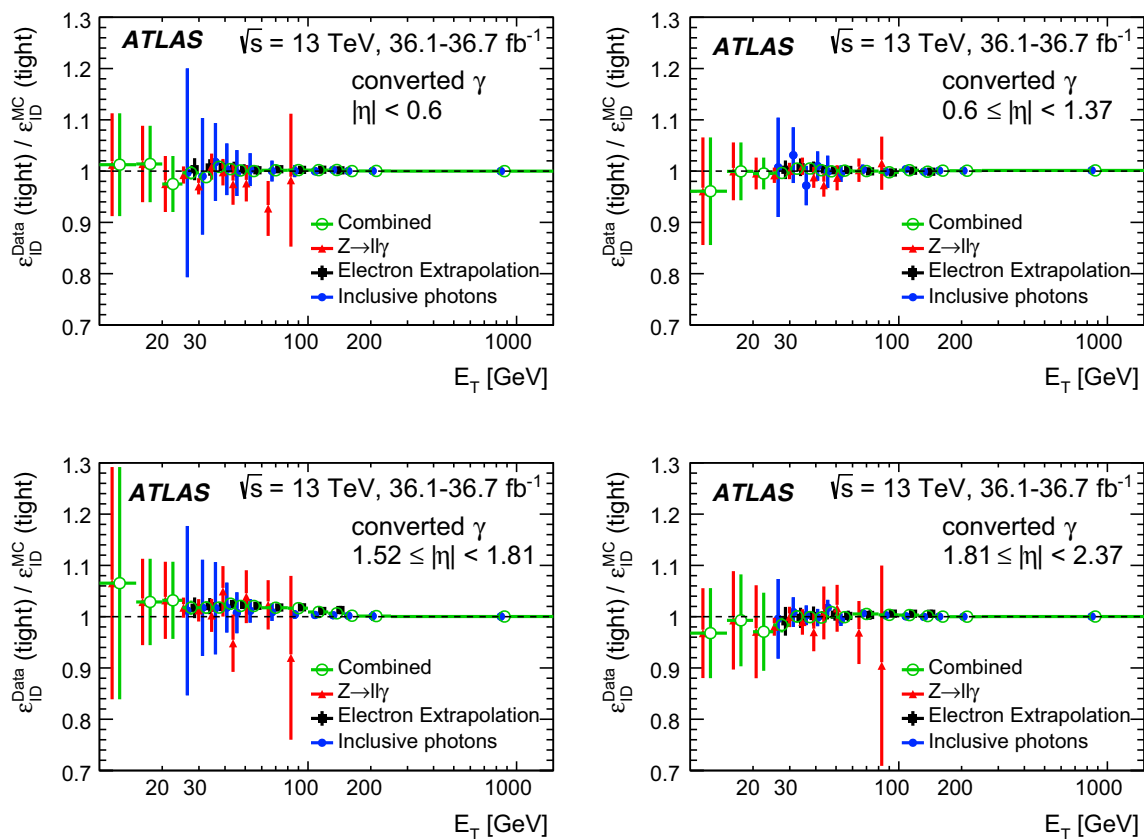 ε_ID^Data (tight) / ε_ID^MC (tight)
1.3
1.2
1.1
1
0.9
0.8
0.7
ATLAS √s = 13 TeV, 36.1-36.7 fb⁻¹
converted γ
|η| < 0.6
Combined
Z→llγ
Electron Extrapolation
Inclusive photons
20 30 100 200 1000
E_T [GeV]
ε_ID^Data (tight) / ε_ID^MC (tight)
1.3
1.2
1.1
1
0.9
0.8
0.7
ATLAS √s = 13 TeV, 36.1-36.7 fb⁻¹
converted γ
0.6 ≤ |η| < 1.37
Combined
Z→llγ
Electron Extrapolation
Inclusive photons
20 30 100 200 1000
E_T [GeV]
ε_ID^Data (tight) / ε_ID^MC (tight)
1.3
1.2
1.1
1
0.9
0.8
0.7
ATLAS √s = 13 TeV, 36.1-36.7 fb⁻¹
converted γ
1.52 ≤ |η| < 1.81
Combined
Z→llγ
Electron Extrapolation
Inclusive photons
20 30 100 200 1000
E_T [GeV]
ε_ID^Data (tight) / ε_ID^MC (tight)
1.3
1.2
1.1
1
0.9
0.8
0.7
ATLAS √s = 13 TeV, 36.1-36.7 fb⁻¹
converted γ
1.81 ≤ |η| < 2.37
Combined
Z→llγ
Electron Extrapolation
Inclusive photons
20 30 100 200 1000
E_T [GeV]